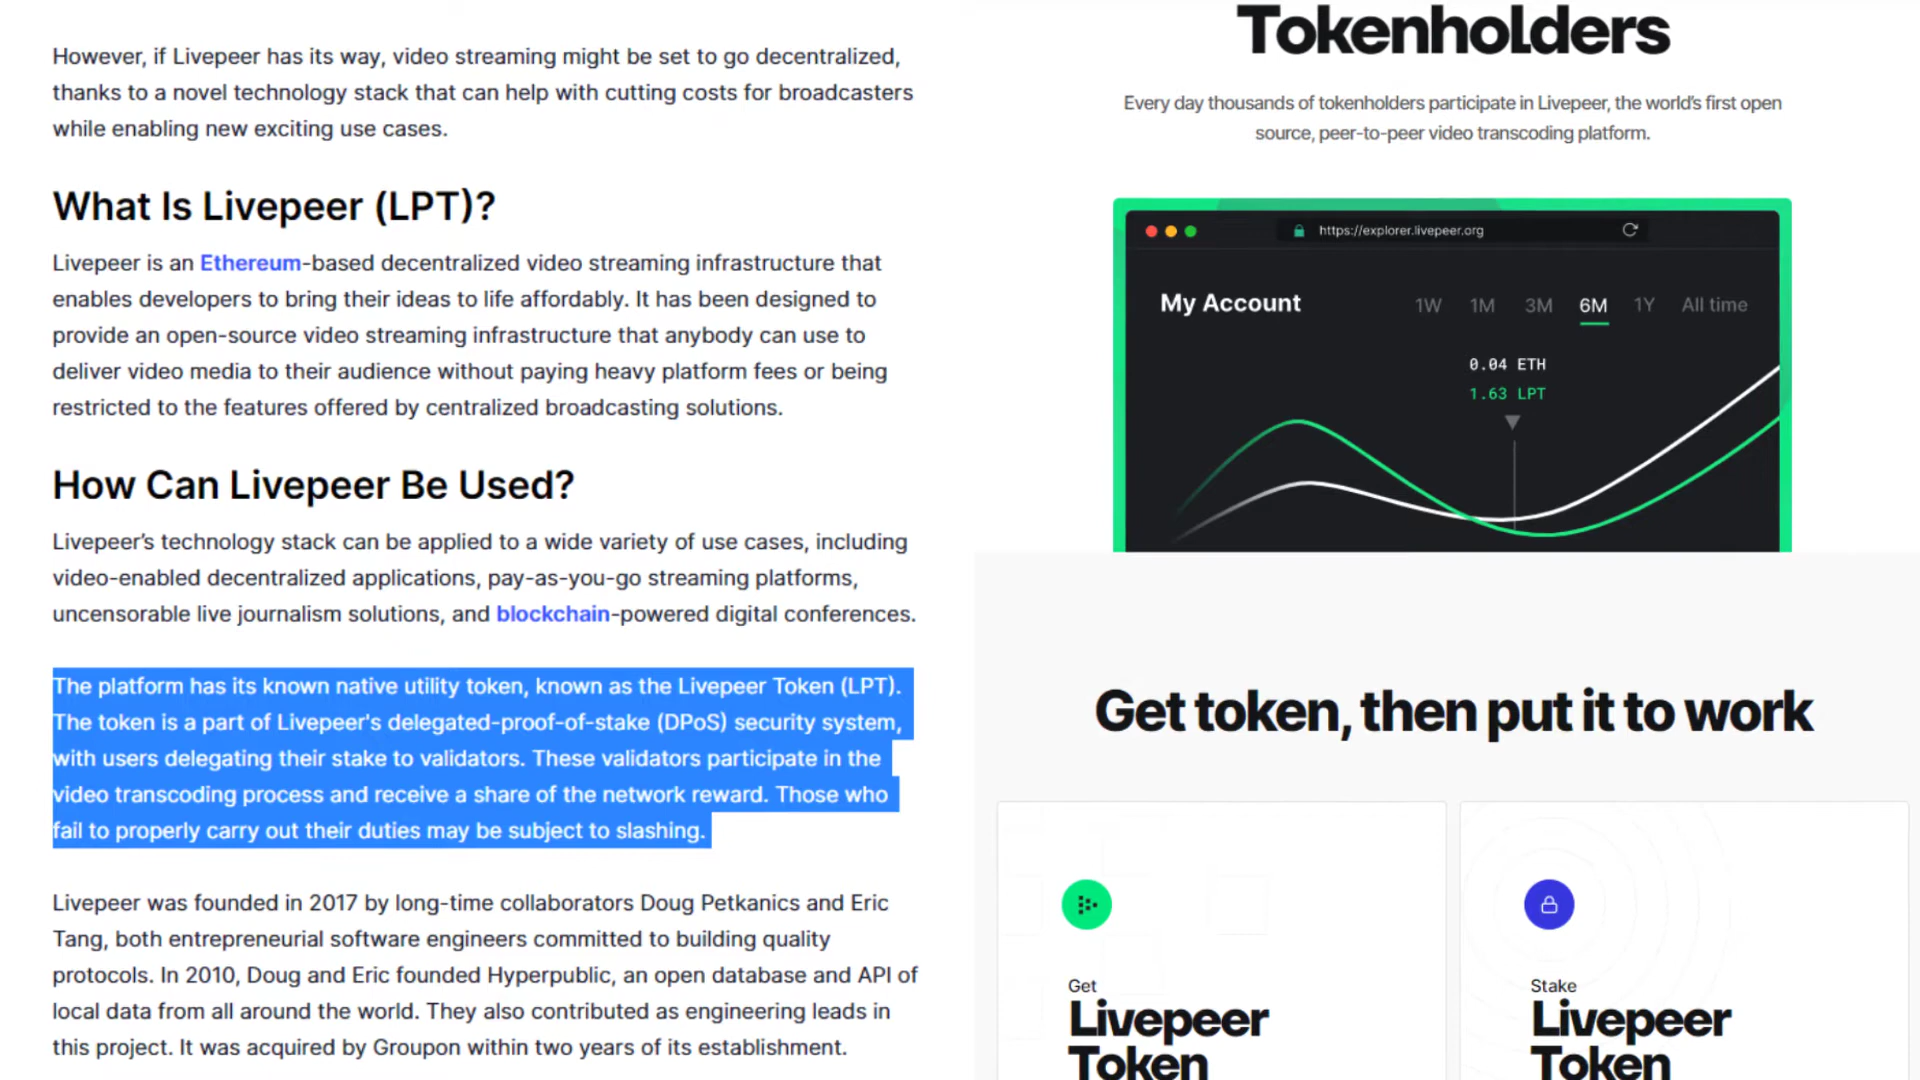 However, if Livepeer has its way, video streaming might be set to go decentralized,
thanks to a novel technology stack that can help with cutting costs for broadcasters
while enabling new exciting use cases.
What Is Livepeer (LPT)?
Livepeer is an Ethereum-based decentralized video streaming infrastructure that
enables developers to bring their ideas to life affordably. It has been designed to
provide an open-source video streaming infrastructure that anybody can use to
deliver video media to their audience without paying heavy platform fees or being
restricted to the features offered by centralized broadcasting solutions.
How Can Livepeer Be Used?
Livepeer’s technology stack can be applied to a wide variety of use cases, including
video-enabled decentralized applications, pay-as-you-go streaming platforms,
uncensorable live journalism solutions, and blockchain-powered digital conferences.
The platform has its known native utility token, known as the Livepeer Token (LPT).
The token is a part of Livepeer's delegated-proof-of-stake (DPoS) security system,
with users delegating their stake to validators. These validators participate in the
video transcoding process and receive a share of the network reward. Those who
fail to properly carry out their duties may be subject to slashing.
Livepeer was founded in 2017 by long-time collaborators Doug Petkanics and Eric
Tang, both entrepreneurial software engineers committed to building quality
protocols. In 2010, Doug and Eric founded Hyperpublic, an open database and API of
local data from all around the world. They also contributed as engineering leads in
this project. It was acquired by Groupon within two years of its establishment.
Tokenholders
Every day thousands of tokenholders participate in Livepeer, the world’s first open
source, peer-to-peer video transcoding platform.
https://explorer.livepeer.org
My Account
1W 1M 3M 6M 1Y All time
0.04 ETH
1.63 LPT
Get token, then put it to work
Get
Livepeer
Token
Stake
Livepeer
Token